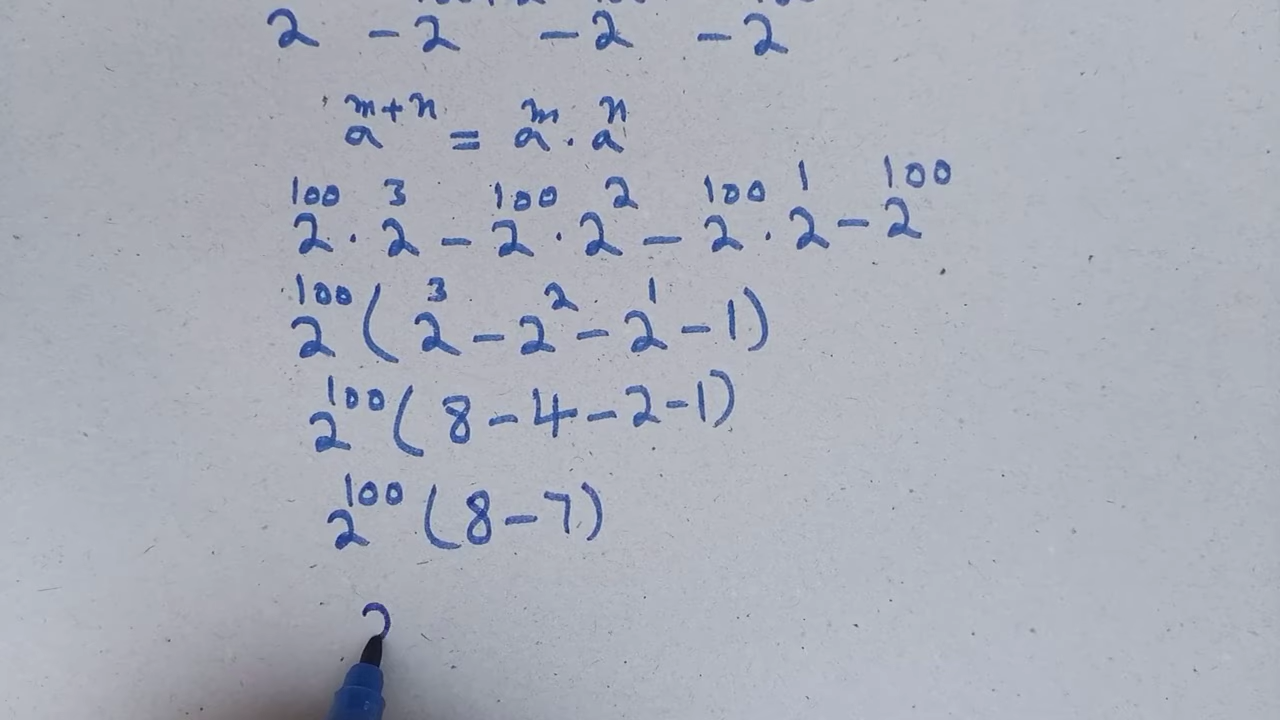 2 - 2 - 2 - 2
a^{m+n} = a^m . a^n
2^{100} . 2^3 - 2^{100} . 2^2 - 2^{100} . 2^1 - 2^{100}
2^{100} ( 2^3 - 2^2 - 2^1 - 1 )
2^{100} ( 8 - 4 - 2 - 1 )
2^{100} ( 8 - 7 )